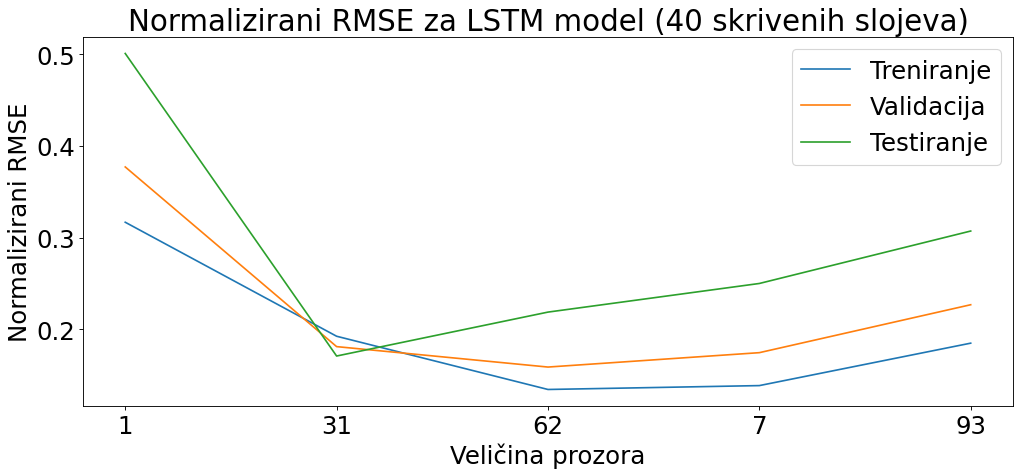 Normalizirani RMSE za LSTM model (40 skrivenih slojeva)
Normalizirani RMSE
0.5
0.4
0.3
0.2
Treniranje
Validacija
Testiranje
1 31 62 7 93
Veličina prozora